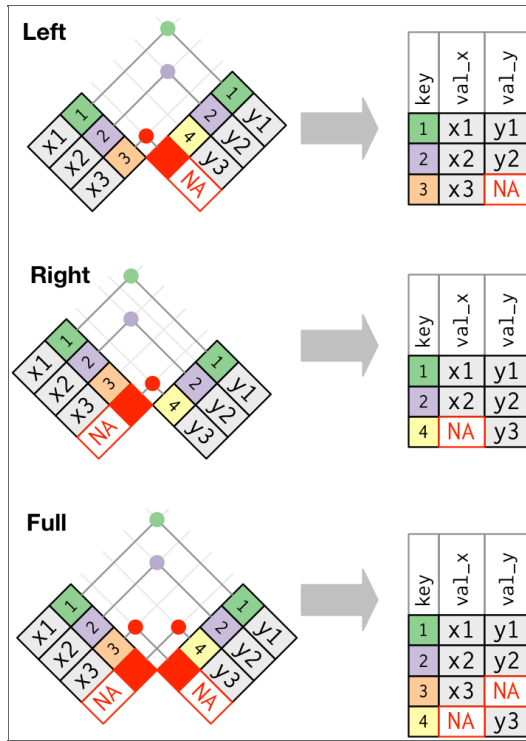 Left
1 x1
2 x2
3 x3
1 y1
2 y2
4 y3
NA
key val_x val_y
1 x1 y1
2 x2 y2
3 x3 NA
Right
1 x1
2 x2
3 x3
NA
1 y1
2 y2
4 y3
key val_x val_y
1 x1 y1
2 x2 y2
4 NA y3
Full
1 x1
2 x2
3 x3
NA
1 y1
2 y2
4 y3
NA
key val_x val_y
1 x1 y1
2 x2 y2
3 x3 NA
4 NA y3